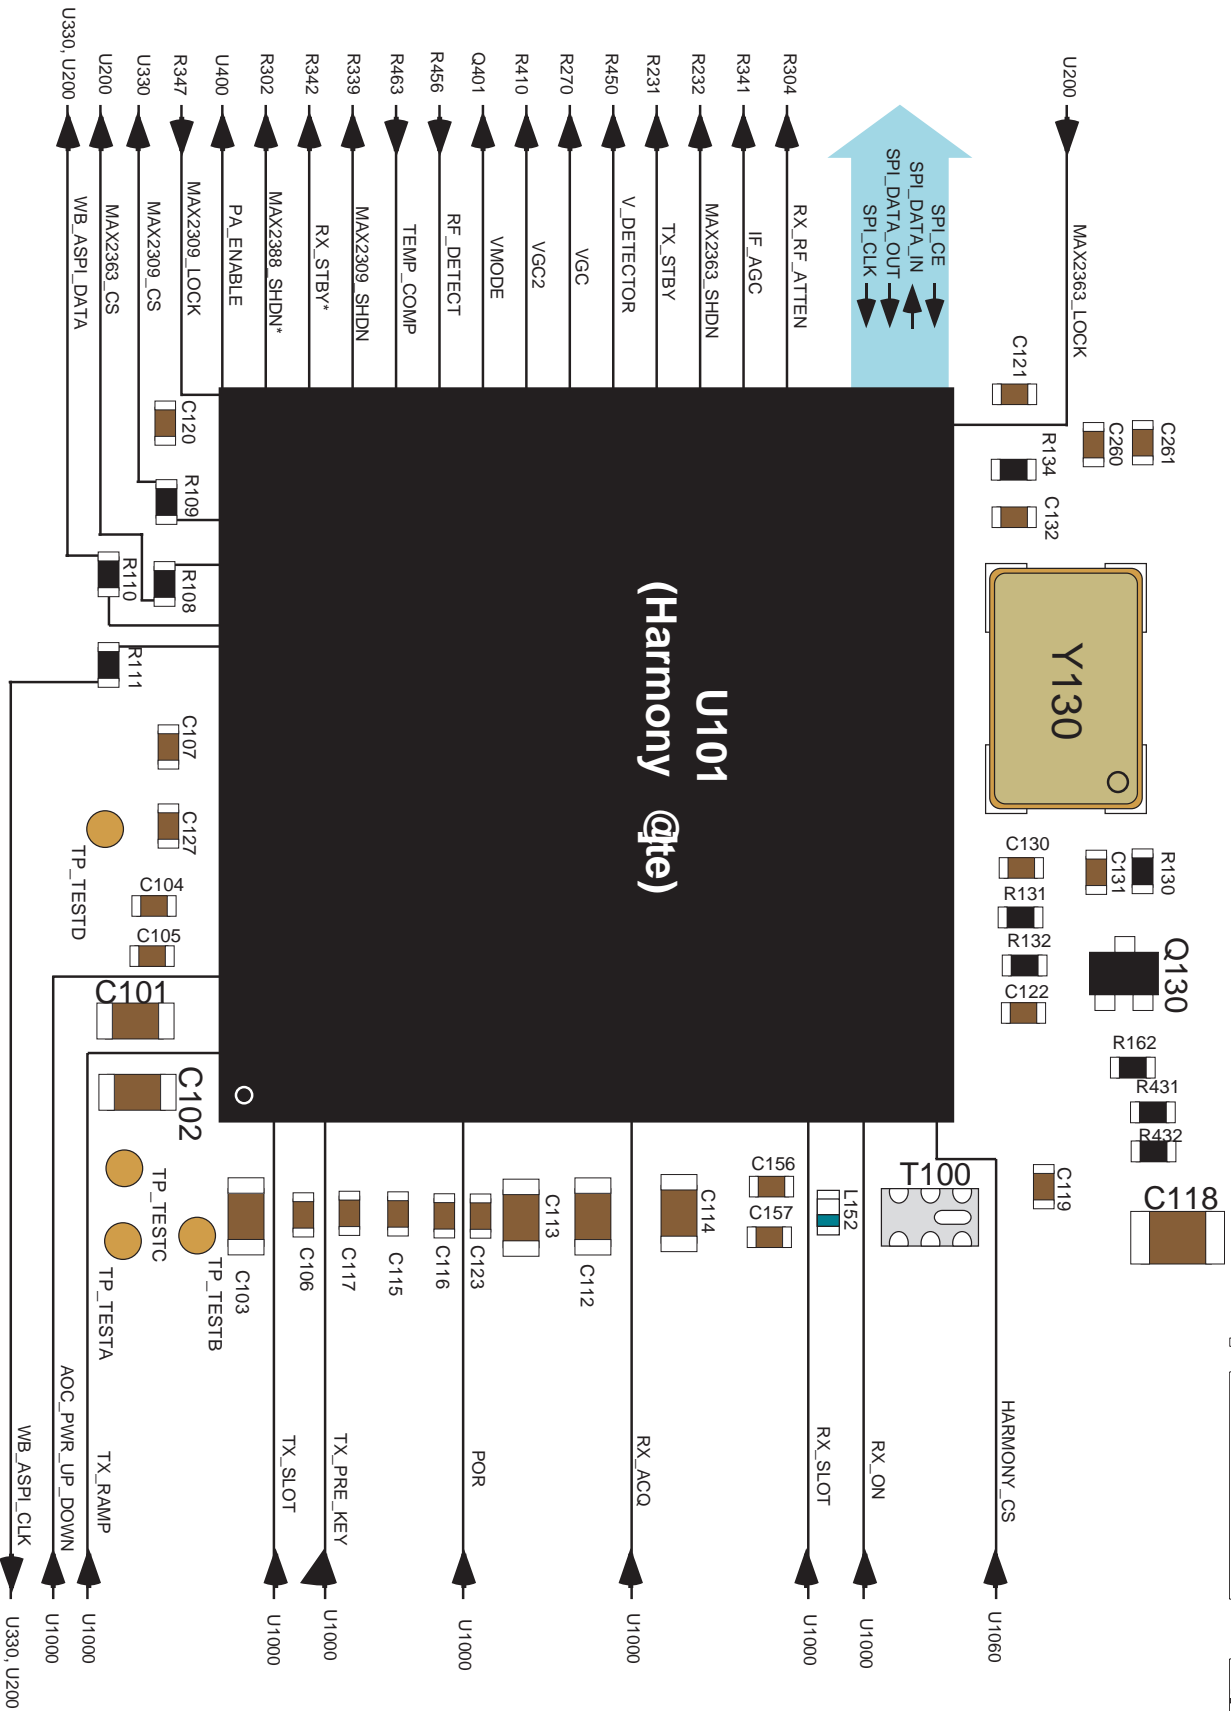 U330, U200
U200
U330
R347
U400
R302
R342
R339
R463
R456
Q401
R410
R270
R450
R231
R232
R341
R304
U200
WB_ASPI_DATA
MAX2363_CS
MAX2309_CS
MAX2309_LOCK
PA_ENABLE
MAX2388_SHDN*
RX_STBY*
MAX2309_SHDN
TEMP_COMP
RF_DETECT
VMODE
VGC2
VGC
V_DETECTOR
TX_STBY
MAX2363_SHDN
IF_AGC
RX_RF_ATTEN
SPI_CLK
SPI_DATA_OUT
SPI_DATA_IN
SPI_CE
MAX2363_LOCK
C121
C260
C261
R134
C132
C120
R109
R110
R108
R111
C107
C127
TP_TESTD
C104
C105
C101
C102
U101
(Harmony
Y130
C130
C131
R130
R131
R132
C122
Q130
R162
R431
R432
C118
C119
T100
L152
C156
C157
C114
C112
C113
C123
C116
C115
C117
C106
C103
TP_TESTC
TP_TESTA
TP_TESTB
WB_ASPI_CLK
AOC_PWR_UP_DOWN
TX_RAMP
TX_SLOT
TX_PRE_KEY
POR
RX_ACQ
RX_SLOT
RX_ON
HARMONY_CS
U330, U200
U1000
U1000
U1000
U1000
U1000
U1000
U1000
U1000
U1060